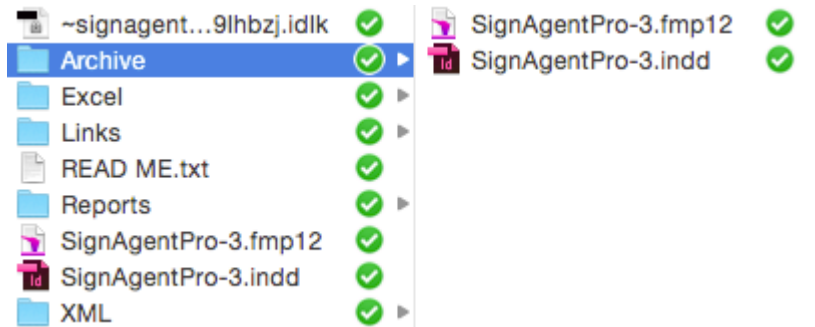 ~signagent...9lhbzj.idlk
Archive
Excel
Links
READ ME.txt
Reports
SignAgentPro-3.fmp12
SignAgentPro-3.indd
XML
SignAgentPro-3.fmp12
SignAgentPro-3.indd